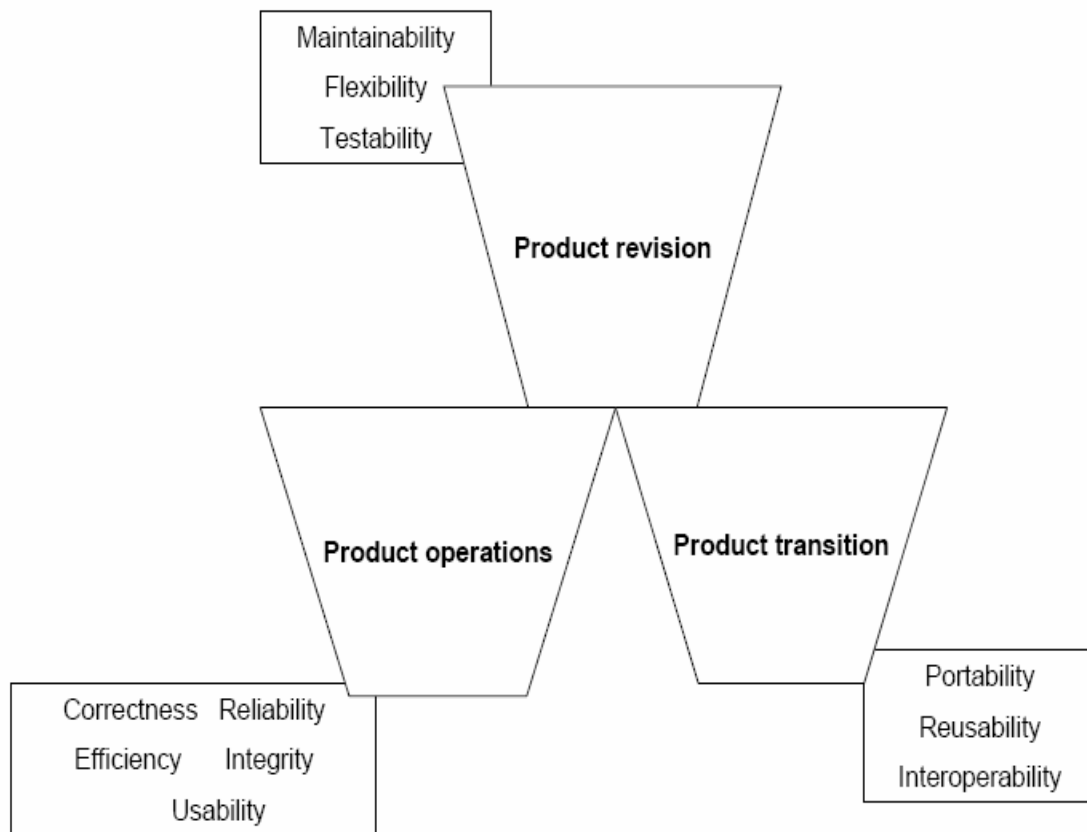 Maintainability
Flexibility
Testability
Product revision
Product operations
Product transition
Correctness Reliability
Efficiency Integrity
Usability
Portability
Reusability
Interoperability